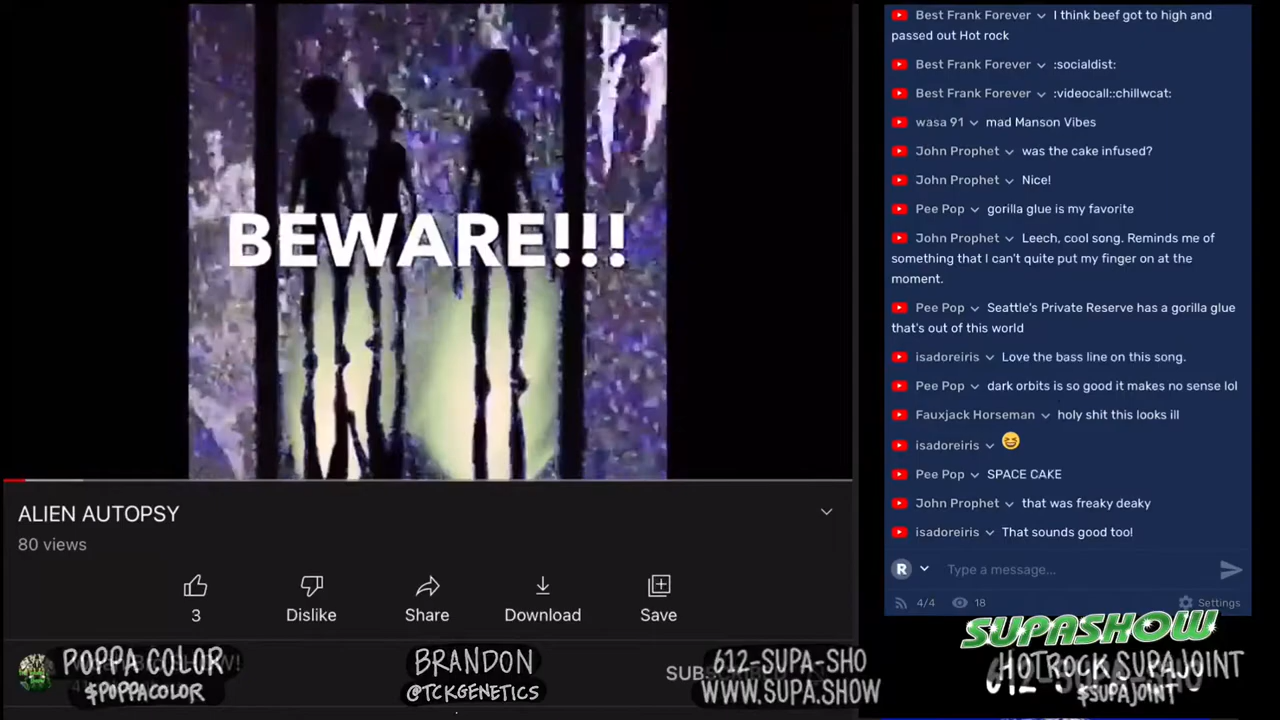 BEWARE!!!
ALIEN AUTOPSY
80 views
3
Dislike
Share
Download
Save
Best Frank Forever I think beef got to high and
passed out Hot rock
Best Frank Forever :socialdist:
Best Frank Forever :videocall::chillwcat:
wasa 91 mad Manson Vibes
John Prophet was the cake infused?
John Prophet Nice!
Pee Pop gorilla glue is my favorite
John Prophet Leech, cool song. Reminds me of
something that I can't quite put my finger on at the
moment.
Pee Pop Seattle's Private Reserve has a gorilla glue
that's out of this world
isadoreiris Love the bass line on this song.
Pee Pop dark orbits is so good it makes no sense lol
Fauxjack Horseman holy shit this looks ill
isadoreiris 😆
Pee Pop SPACE CAKE
John Prophet that was freaky deaky
isadoreiris That sounds good too!
R Type a message...
4/4 18 Settings
SUPASHOW
POPPA COLOR
$POPPACOLOR
BRANDON
@TCKGENETICS
612-SUPA-SHO
WWW.SUPA.SHOW
HOTROCK SUPAJOINT
$SUPAJOINT